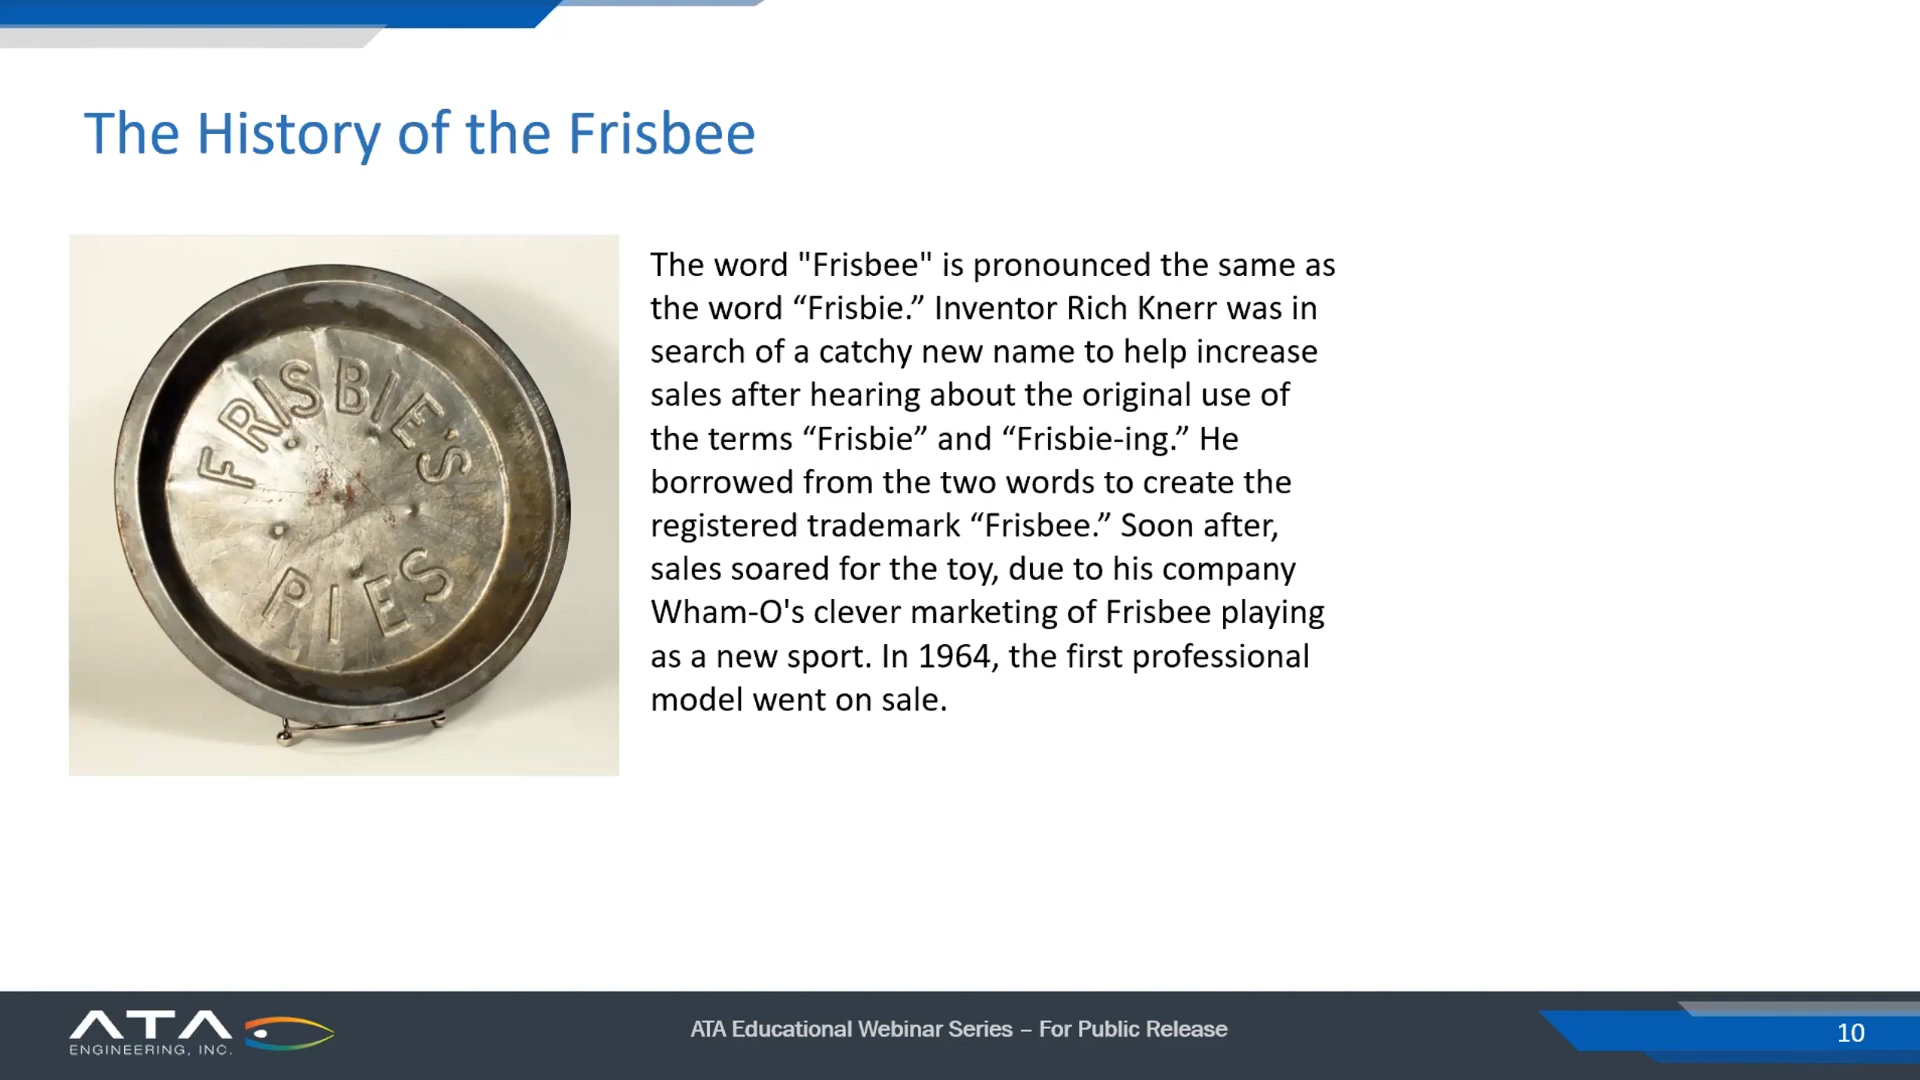 The History of the Frisbee
FRISBIE'S
PIES
The word "Frisbee" is pronounced the same as
the word “Frisbie.” Inventor Rich Knerr was in
search of a catchy new name to help increase
sales after hearing about the original use of
the terms “Frisbie” and “Frisbie-ing.” He
borrowed from the two words to create the
registered trademark “Frisbee.” Soon after,
sales soared for the toy, due to his company
Wham-O's clever marketing of Frisbee playing
as a new sport. In 1964, the first professional
model went on sale.
ATA
ENGINEERING, INC.
ATA Educational Webinar Series – For Public Release
10